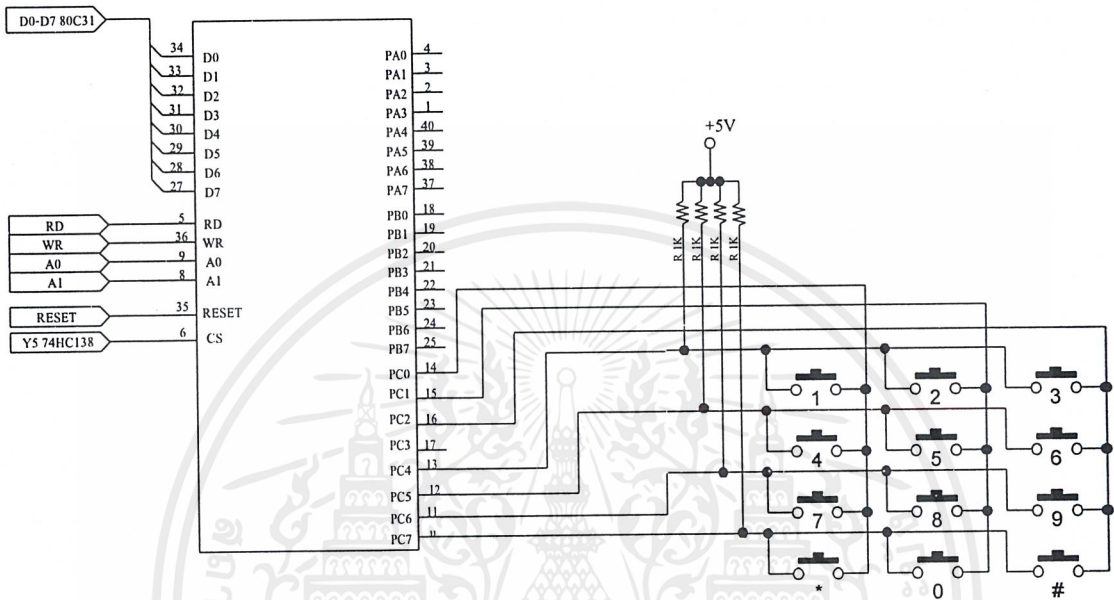 D0-D7 80C31
34 D0
33 D1
32 D2
31 D3
30 D4
29 D5
28 D6
27 D7
RD 5 RD
WR 36 WR
A0 9 A0
A1 8 A1
RESET 35 RESET
Y5 74HC138 6 CS
PA0 4
PA1 3
PA2 2
PA3 1
PA4 40
PA5 39
PA6 38
PA7 37
PB0 18
PB1 19
PB2 20
PB3 21
PB4 22
PB5 23
PB6 24
PB7 25
PC0 14
PC1 15
PC2 16
PC3 17
PC4 13
PC5 12
PC6 11
PC7 11
+5V
R 1K R 1K R 1K R 1K
1 2 3
4 5 6
7 8 9
* 0 #